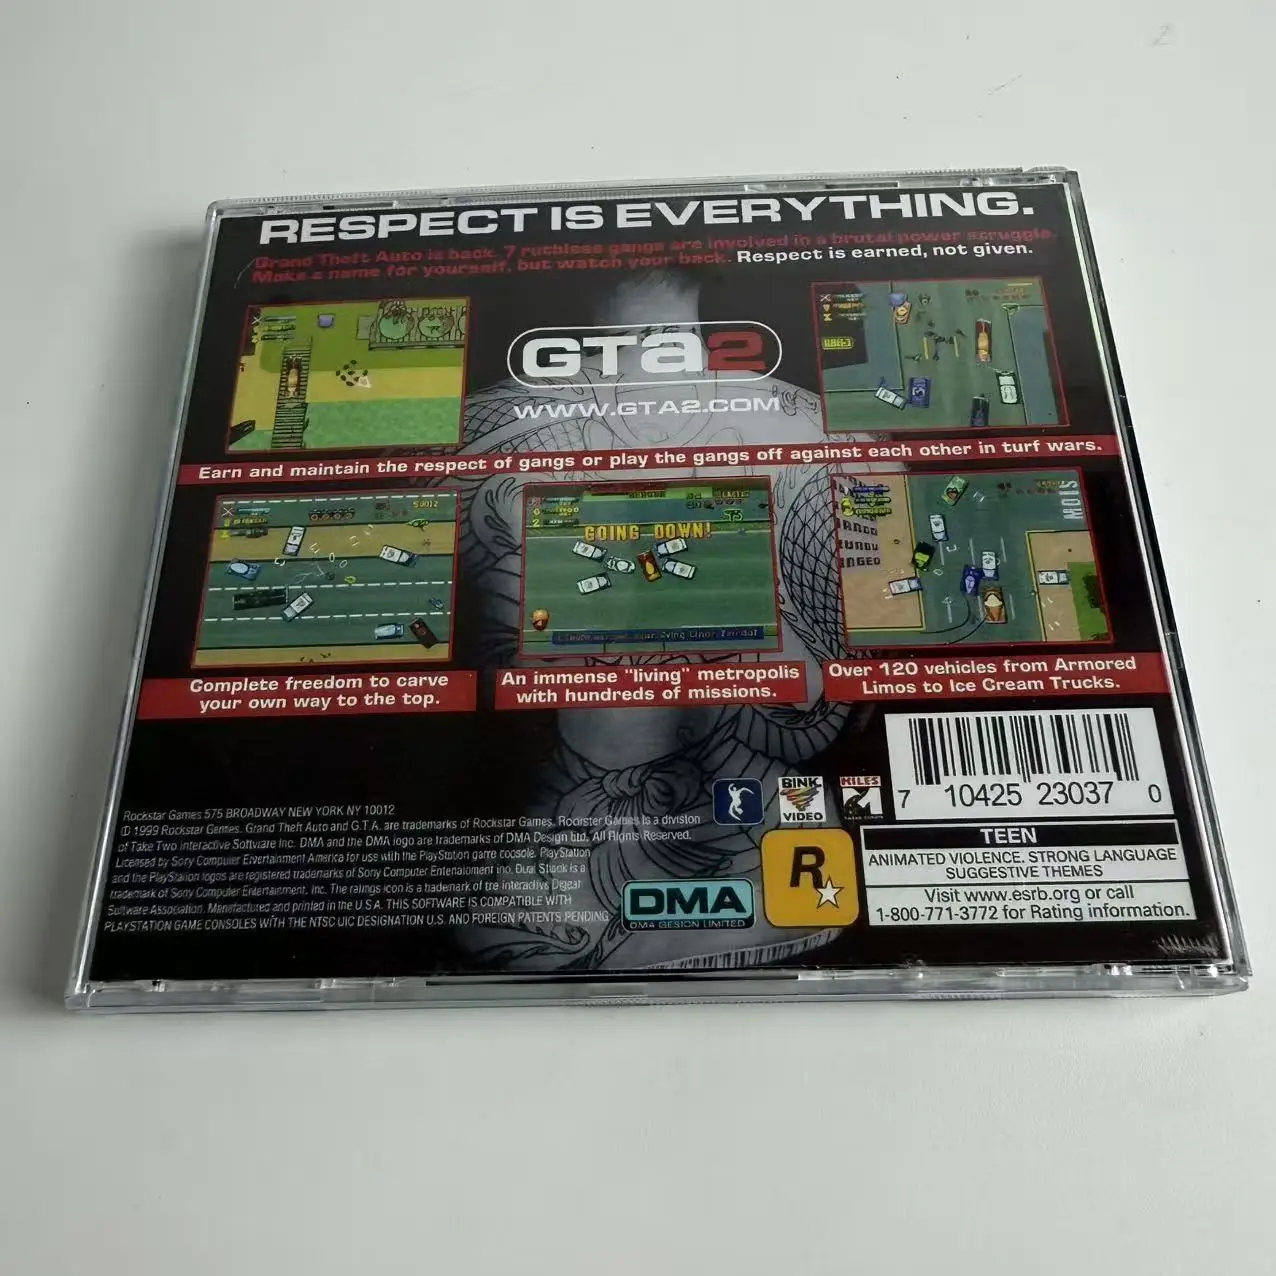 RESPECT IS EVERYTHING.
Grand Theft Auto is back. 7 ruthless gangs are involved in a brutal power struggle.
Make a name for yourself, but watch your back. Respect is earned, not given.
GTA2
WWW.GTA2.COM
Earn and maintain the respect of gangs or play the gangs off against each other in turf wars.
GOING DOWN!
Complete freedom to carve
your own way to the top.
An immense "living" metropolis
with hundreds of missions.
Over 120 vehicles from Armored
Limos to Ice Cream Trucks.
BINK
VIDEO
KILES
7 10425 23037 0
Rockstar Games 575 BROADWAY NEW YORK NY 10012
© 1999 Rockstar Games. Grand Theft Auto and G.T.A. are trademarks of Rockstar Games, Roorster Games is a division
of Take Two Interactive Software Inc. DMA and the DMA logo are trademarks of DMA Design Ltd. All Rights Reserved.
Licensed by Sony Computer Entertainment America for use with the PlayStation game console. PlayStation
and the PlayStation logos are registered trademarks of Sony Computer Entertainment Inc. Dual Shock is a
trademark of Sony Computer Entertainment, Inc. The ratings icon is a trademark of the Interactive Digital
Software Association. Manufactured and printed in the U.S.A. THIS SOFTWARE IS COMPATIBLE WITH
PLAYSTATION GAME CONSOLES WITH THE NTSC U/C DESIGNATION U.S. AND FOREIGN PATENTS PENDING
DMA
DMA DESIGN LIMITED
R
TEEN
ANIMATED VIOLENCE. STRONG LANGUAGE
SUGGESTIVE THEMES
Visit www.esrb.org or call
1-800-771-3772 for Rating information.